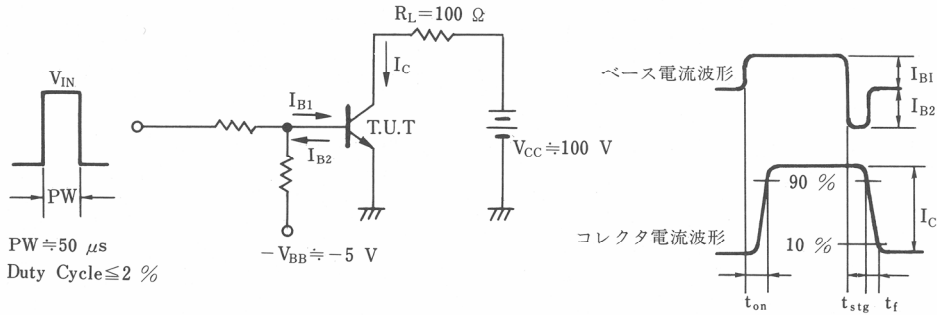 R_L=100 Ω
I_C
V_IN
I_B1
T.U.T
I_B2
V_CC≒100 V
PW
−V_BB≒−5 V
PW≒50 μs
Duty Cycle≦2 %
ベース電流波形
I_B1
I_B2
90 %
I_C
コレクタ電流波形
10 %
t_on
t_stg
t_f